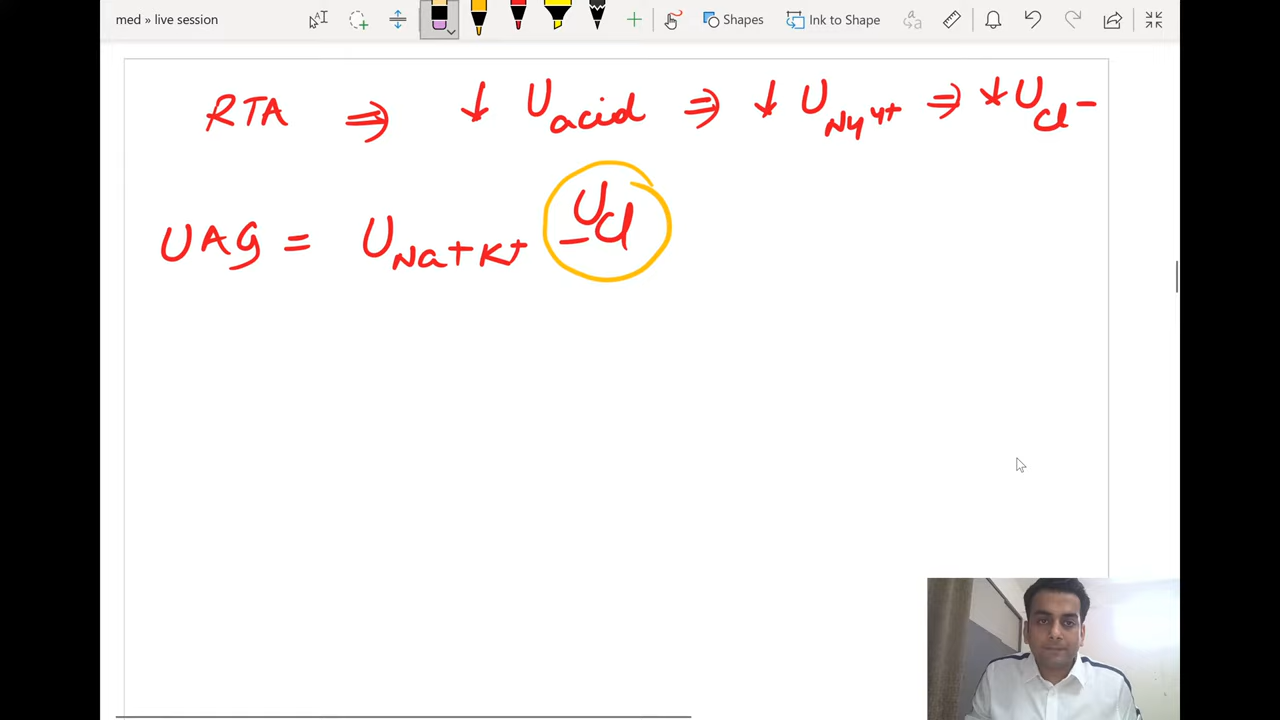 med » live session
Shapes Ink to Shape
RTA ⇒ ↓ U acid ⇒ ↓ U NH4+ ⇒ ↓ U Cl-
UAG = U Na+K+ - U Cl